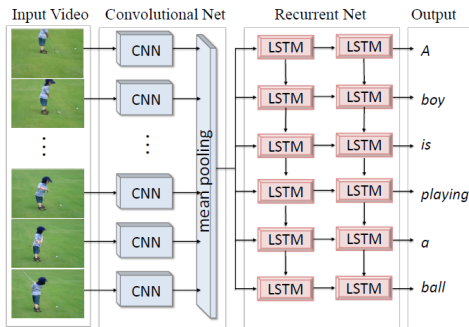 Input Video Convolutional Net Recurrent Net Output
CNN LSTM LSTM A
CNN LSTM LSTM boy
LSTM LSTM is
CNN LSTM LSTM playing
CNN LSTM LSTM a
CNN LSTM LSTM ball
mean pooling